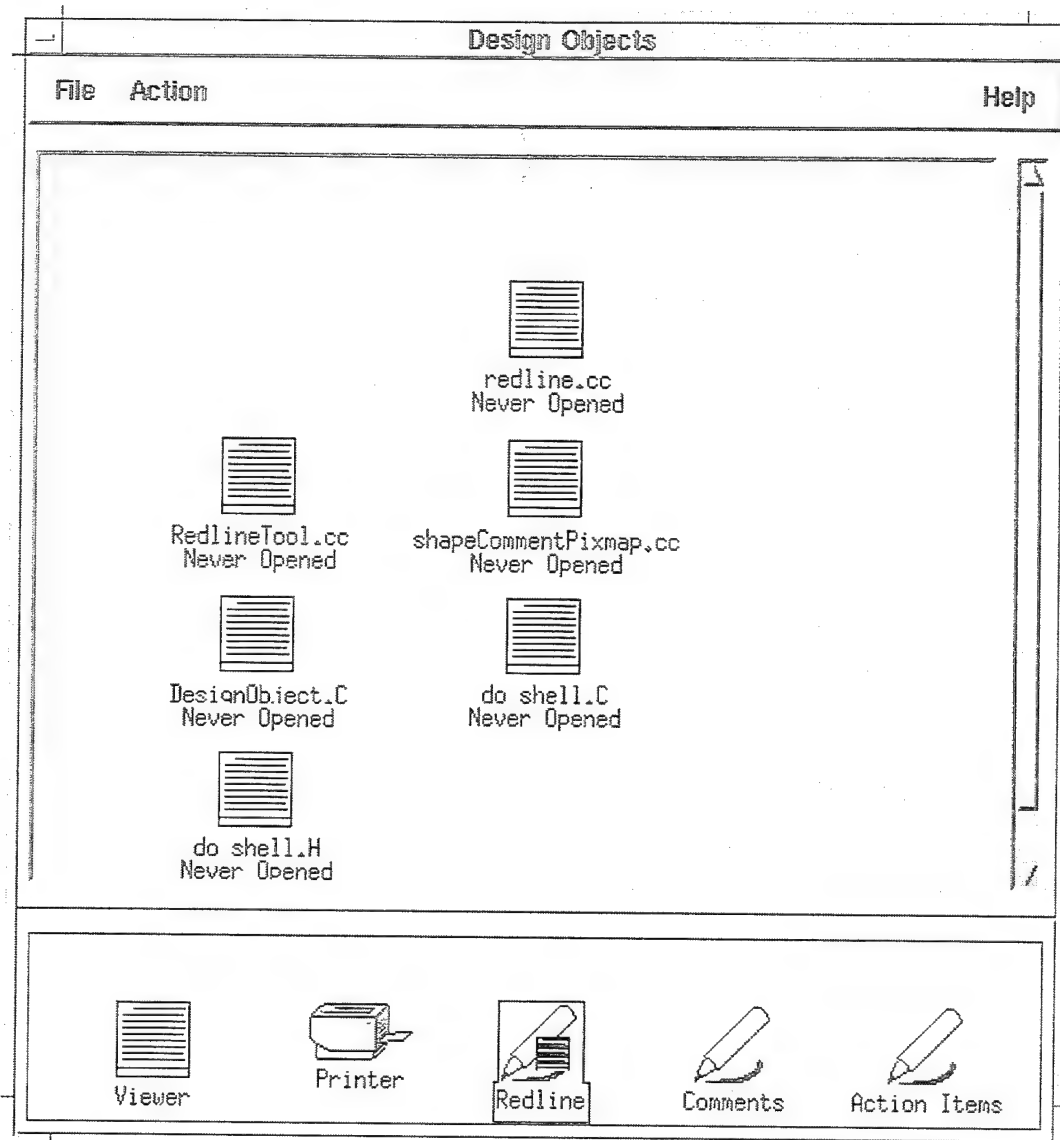 Design Objects
File Action Help
redline.cc
Never Opened
RedlineTool.cc shapeCommentPixmap.cc
Never Opened Never Opened
DesignObject.C do shell.C
Never Opened Never Opened
do shell.H
Never Opened
Viewer Printer Redline Comments Action Items